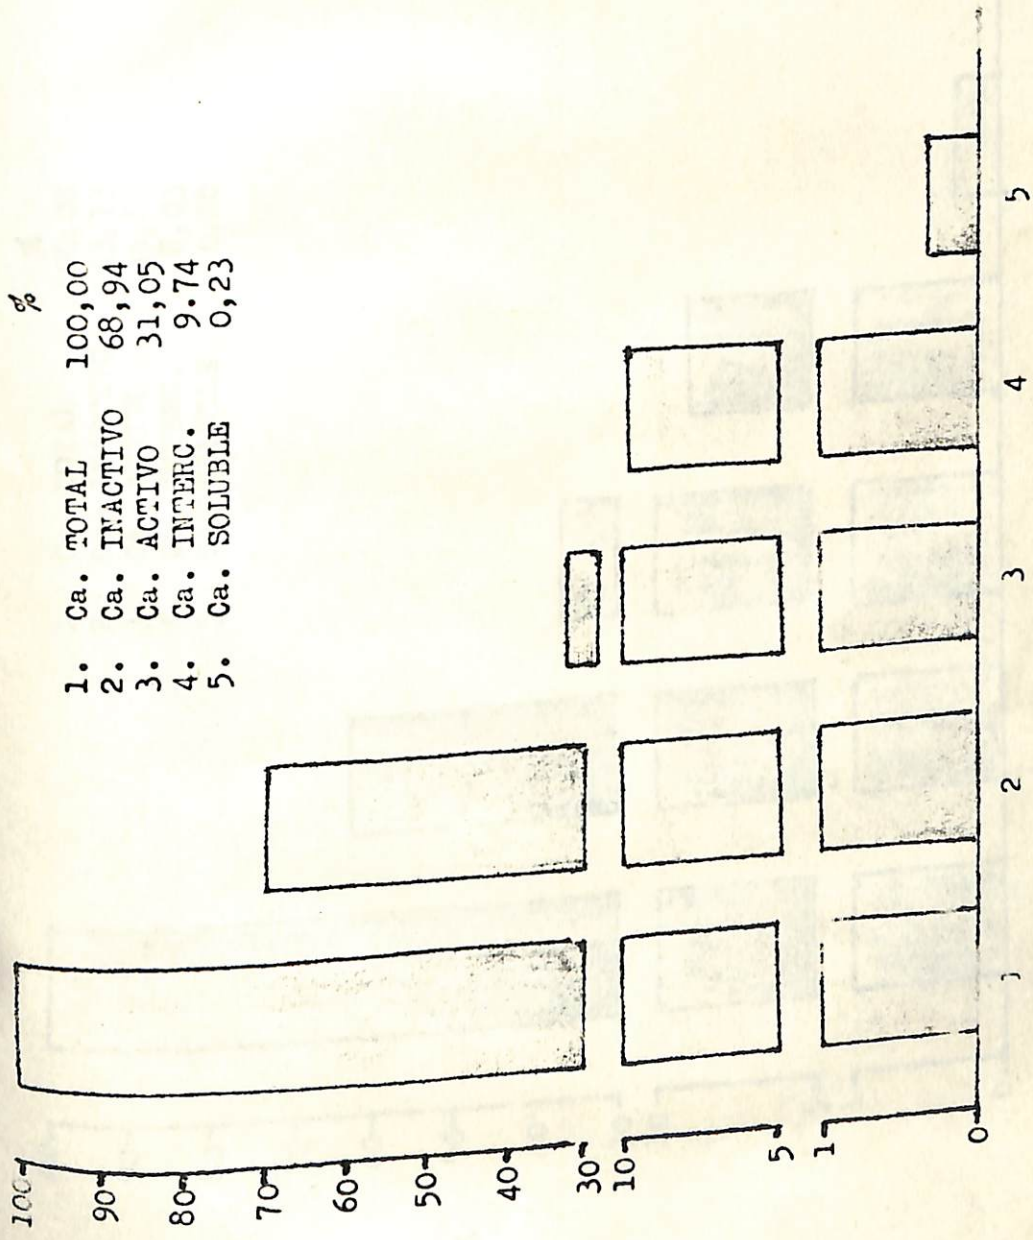 %
1. Ca. TOTAL 100,00
2. Ca. INACTIVO 68,94
3. Ca. ACTIVO 31,05
4. Ca. INTERC. 9.74
5. Ca. SOLUBLE 0,23
100
90
80
70
60
50
40
30
10
5
1
0
1 2 3 4 5